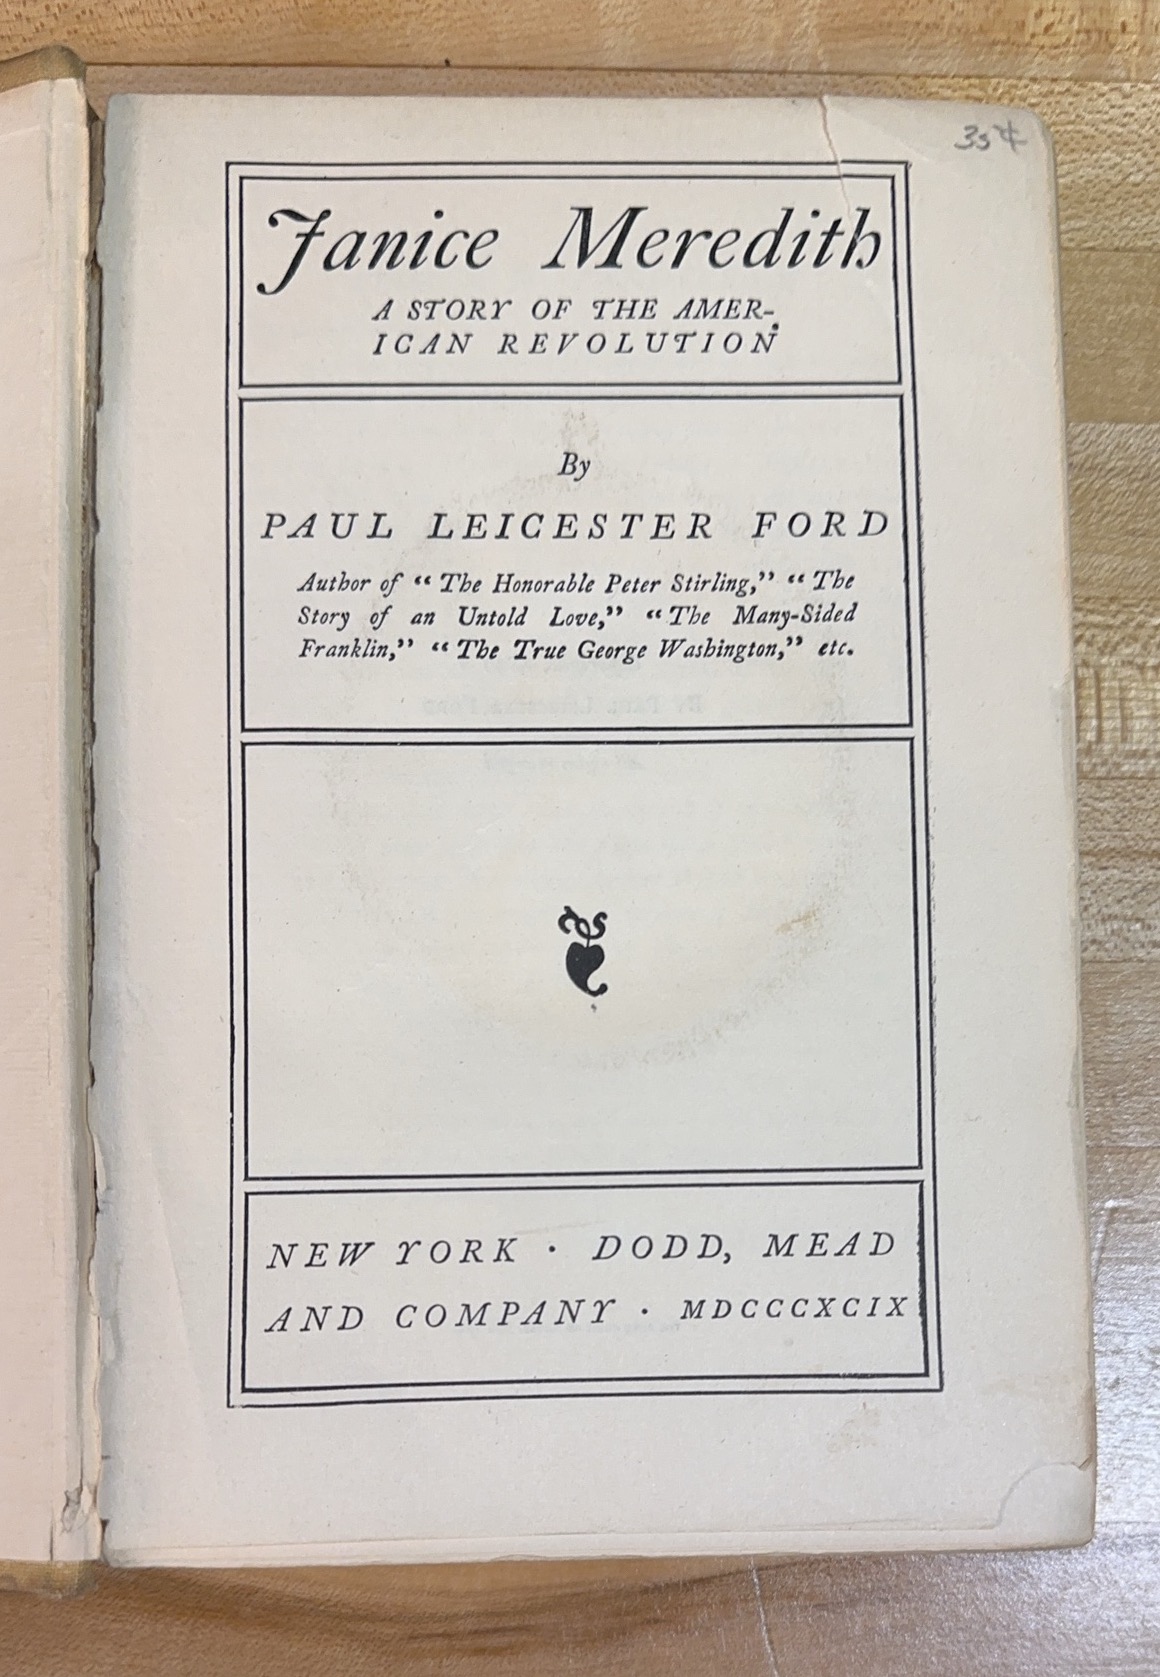 35¢
Janice Meredith
A STORY OF THE AMER-
ICAN REVOLUTION
By
PAUL LEICESTER FORD
Author of “The Honorable Peter Stirling,” “The
Story of an Untold Love,” “The Many-Sided
Franklin,” “The True George Washington,” etc.
NEW YORK · DODD, MEAD
AND COMPANY · MDCCCXCIX